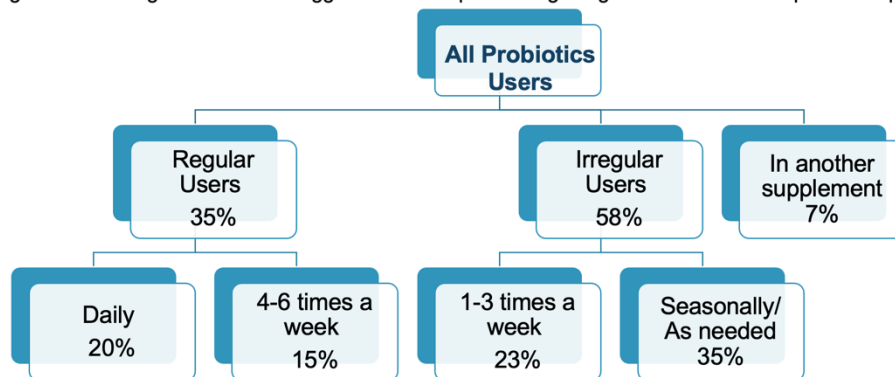 All Probiotics
Users
Regular
Users
35%
Irregular
Users
58%
In another
supplement
7%
Daily
20%
4-6 times a
week
15%
1-3 times a
week
23%
Seasonally/
As needed
35%